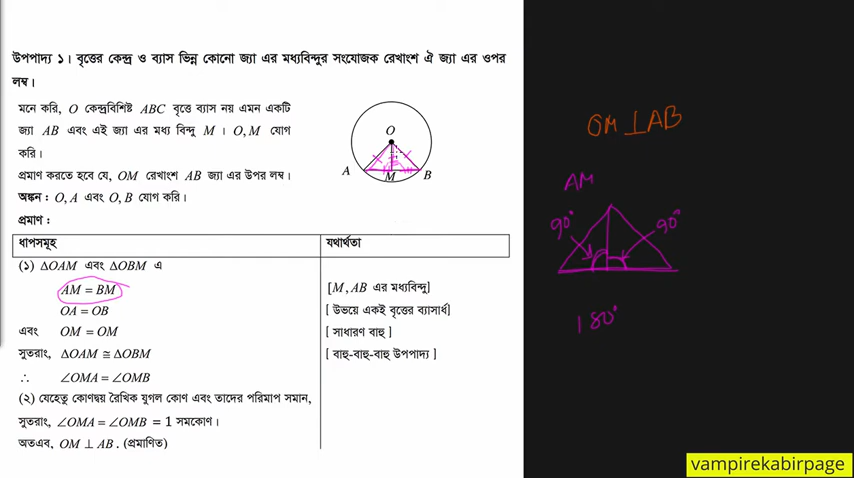 উপপাদ্য ১। বৃত্তের কেন্দ্র ও ব্যাস ভিন্ন কোনো জ্যা এর মধ্যবিন্দুর সংযোজক রেখাংশ ঐ জ্যা এর ওপর
লম্ব।
মনে করি, O কেন্দ্রবিশিষ্ট ABC বৃত্তে ব্যাস নয় এমন একটি
জ্যা AB এবং এই জ্যা এর মধ্য বিন্দু M । O, M যোগ
করি।
প্রমাণ করতে হবে যে, OM রেখাংশ AB জ্যা এর উপর লম্ব।
অঙ্কন: O, A এবং O, B যোগ করি।
প্রমাণ:
O
A
M
B
ধাপসমূহ যথার্থতা
(১) ΔOAM এবং ΔOBM এ
AM = BM [ M, AB এর মধ্যবিন্দু]
OA = OB [ উভয়ে একই বৃত্তের ব্যাসার্ধ]
এবং OM = OM [ সাধারণ বাহু ]
সুতরাং, ΔOAM ≅ ΔOBM [ বাহু-বাহু-বাহু উপপাদ্য ]
∴ ∠OMA = ∠OMB
(২) যেহেতু কোণদ্বয় রৈখিক যুগল কোণ এবং তাদের পরিমাপ সমান,
সুতরাং, ∠OMA = ∠OMB = 1 সমকোণ।
অতএব, OM ⊥ AB. (প্রমাণিত)
OM ⊥ AB
AM
90° 90°
180°
vampirekabirpage